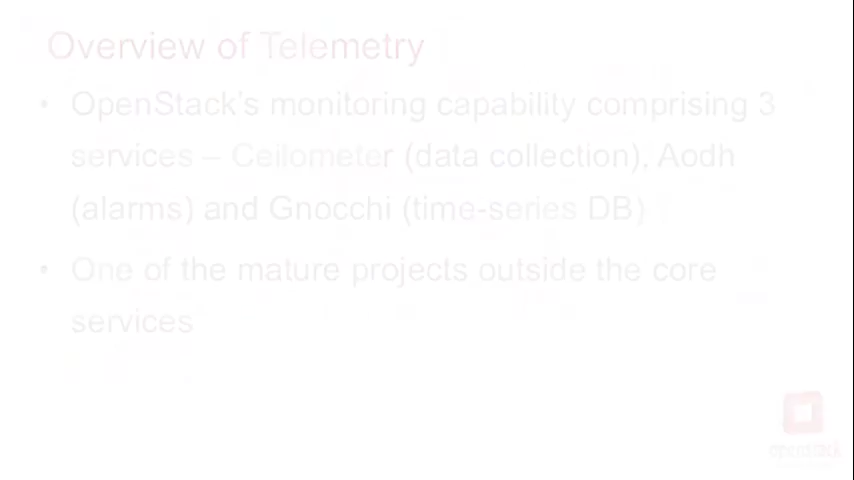 Overview of Telemetry
• OpenStack's monitoring capability comprising 3
services – Ceilometer (data collection), Aodh
(alarms) and Gnocchi (time-series DB)
• One of the mature projects outside the core
services
openstack